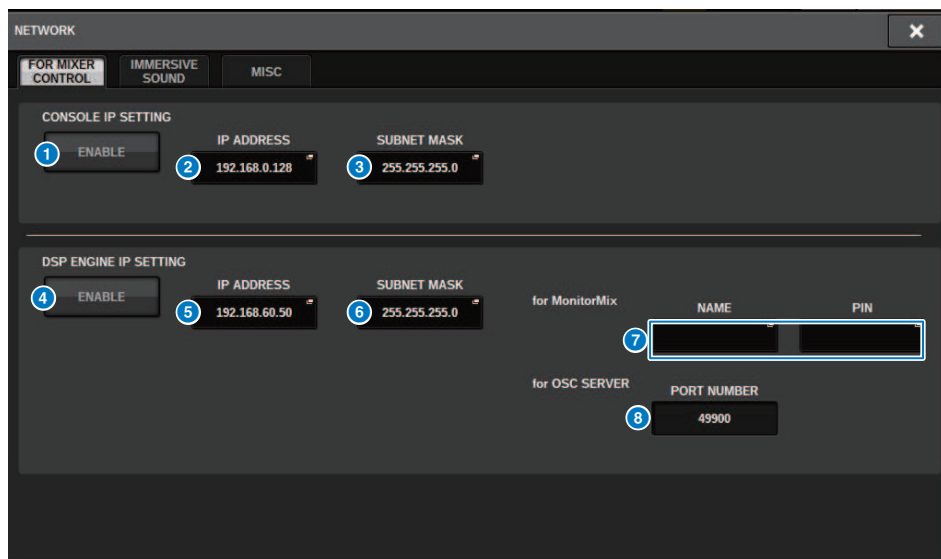 NETWORK
FOR MIXER CONTROL
IMMERSIVE SOUND
MISC
CONSOLE IP SETTING
1
ENABLE
IP ADDRESS
2
192.168.0.128
SUBNET MASK
3
255.255.255.0
DSP ENGINE IP SETTING
4
ENABLE
IP ADDRESS
5
192.168.60.50
SUBNET MASK
6
255.255.255.0
for MonitorMix
NAME
PIN
7
for OSC SERVER
PORT NUMBER
8
49900